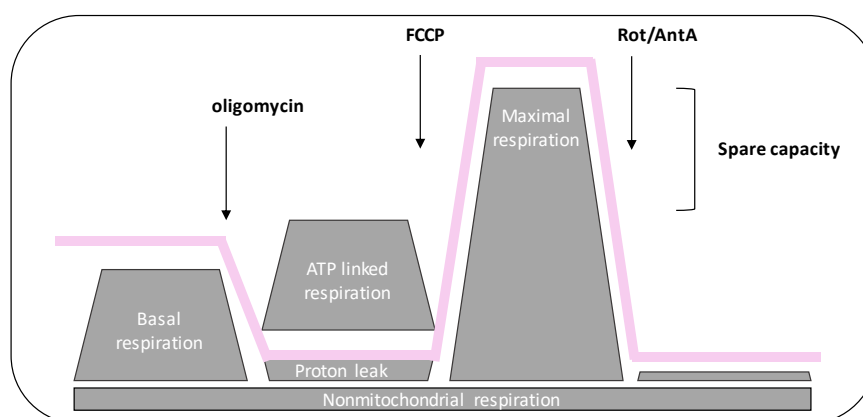 FCCP
Rot/AntA
oligomycin
Maximal
respiration
Spare capacity
ATP linked
respiration
Basal
respiration
Proton leak
Nonmitochondrial respiration